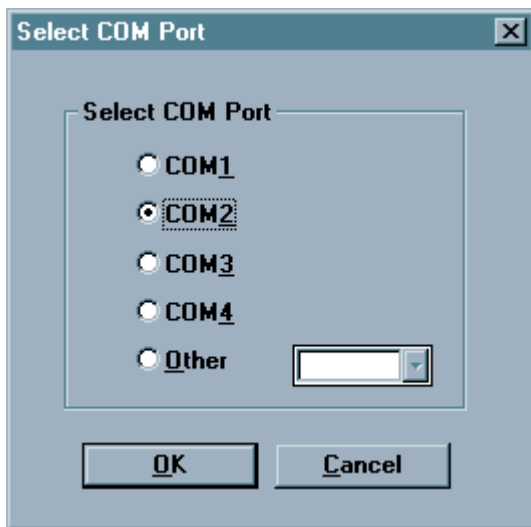 Select COM Port
Select COM Port
COM1
COM2
COM3
COM4
Other
OK Cancel